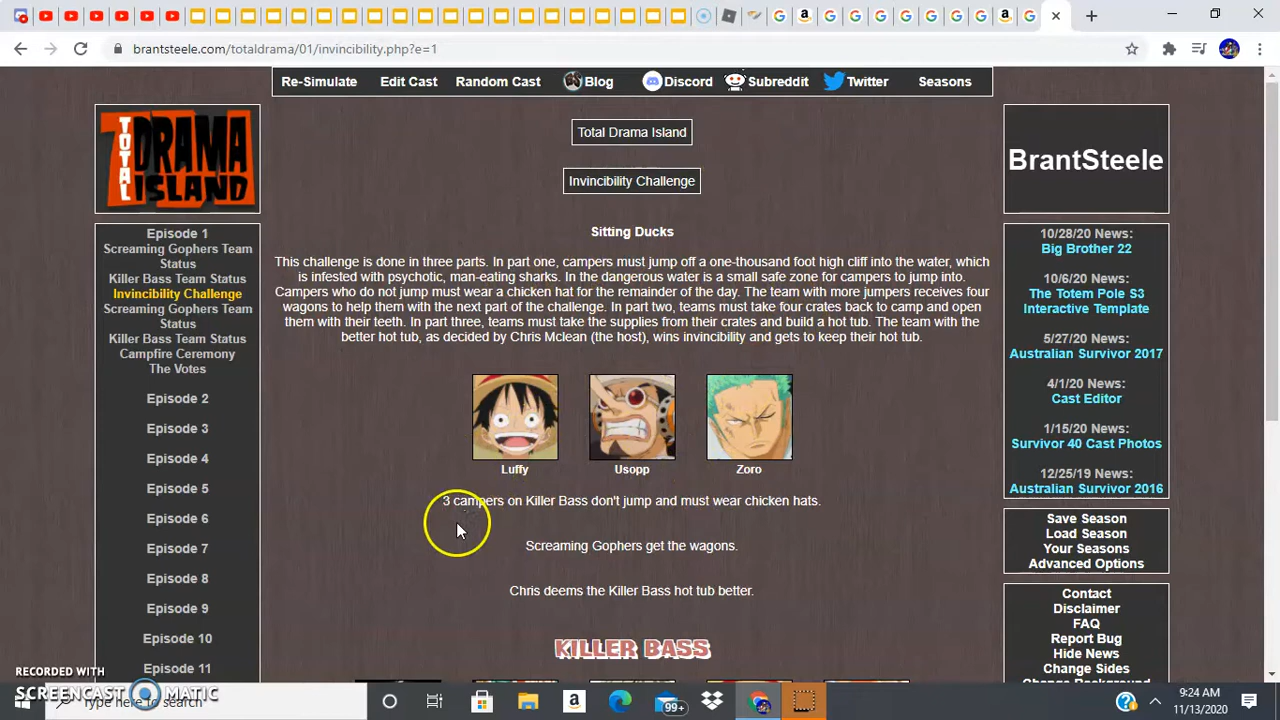 brantsteele.com/totaldrama/01/invincibility.php?e=1
Re-Simulate Edit Cast Random Cast Blog Discord Subreddit Twitter Seasons
TOTAL DRAMA ISLAND
Total Drama Island
Invincibility Challenge
BrantSteele
Episode 1
Screaming Gophers Team
Status
Killer Bass Team Status
Invincibility Challenge
Screaming Gophers Team
Status
Killer Bass Team Status
Campfire Ceremony
The Votes
Episode 2
Episode 3
Episode 4
Episode 5
Episode 6
Episode 7
Episode 8
Episode 9
Episode 10
Episode 11
Sitting Ducks
This challenge is done in three parts. In part one, campers must jump off a one-thousand foot high cliff into the water, which
is infested with psychotic, man-eating sharks. In the dangerous water is a small safe zone for campers to jump into.
Campers who do not jump must wear a chicken hat for the remainder of the day. The team with more jumpers receives four
wagons to help them with the next part of the challenge. In part two, teams must take four crates back to camp and open
them with their teeth. In part three, teams must take the supplies from their crates and build a hot tub. The team with the
better hot tub, as decided by Chris Mclean (the host), wins invincibility and gets to keep their hot tub.
Luffy Usopp Zoro
3 campers on Killer Bass don't jump and must wear chicken hats.
Screaming Gophers get the wagons.
Chris deems the Killer Bass hot tub better.
KILLER BASS
10/28/20 News:
Big Brother 22
10/6/20 News:
The Totem Pole S3
Interactive Template
5/27/20 News:
Australian Survivor 2017
4/1/20 News:
Cast Editor
1/15/20 News:
Survivor 40 Cast Photos
12/25/19 News:
Australian Survivor 2016
Save Season
Load Season
Your Seasons
Advanced Options
Contact
Disclaimer
FAQ
Report Bug
Hide News
Change Sides
Change Background
RECORDED WITH
SCREENCAST MATIC
Type here to search
99+
9:24 AM
11/13/2020